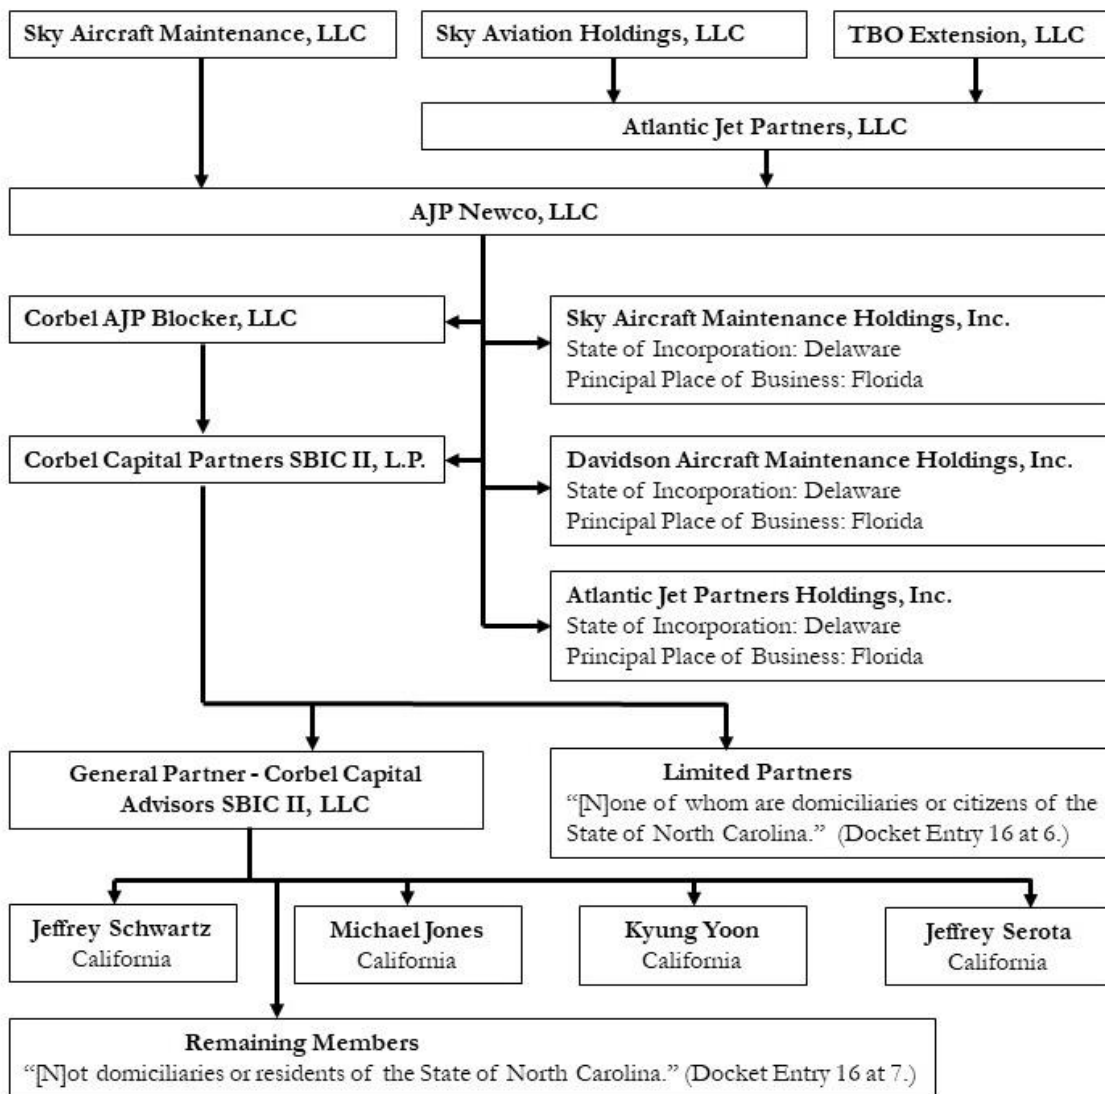 Sky Aircraft Maintenance, LLC
Sky Aviation Holdings, LLC
TBO Extension, LLC
Atlantic Jet Partners, LLC
AJP Newco, LLC
Corbel AJP Blocker, LLC
Sky Aircraft Maintenance Holdings, Inc.
State of Incorporation: Delaware
Principal Place of Business: Florida
Corbel Capital Partners SBIC II, L.P.
Davidson Aircraft Maintenance Holdings, Inc.
State of Incorporation: Delaware
Principal Place of Business: Florida
Atlantic Jet Partners Holdings, Inc.
State of Incorporation: Delaware
Principal Place of Business: Florida
General Partner - Corbel Capital
Advisors SBIC II, LLC
Limited Partners
“[N]one of whom are domiciliaries or citizens of the
State of North Carolina.” (Docket Entry 16 at 6.)
Jeffrey Schwartz
California
Michael Jones
California
Kyung Yoon
California
Jeffrey Serota
California
Remaining Members
“[N]ot domiciliaries or residents of the State of North Carolina.” (Docket Entry 16 at 7.)